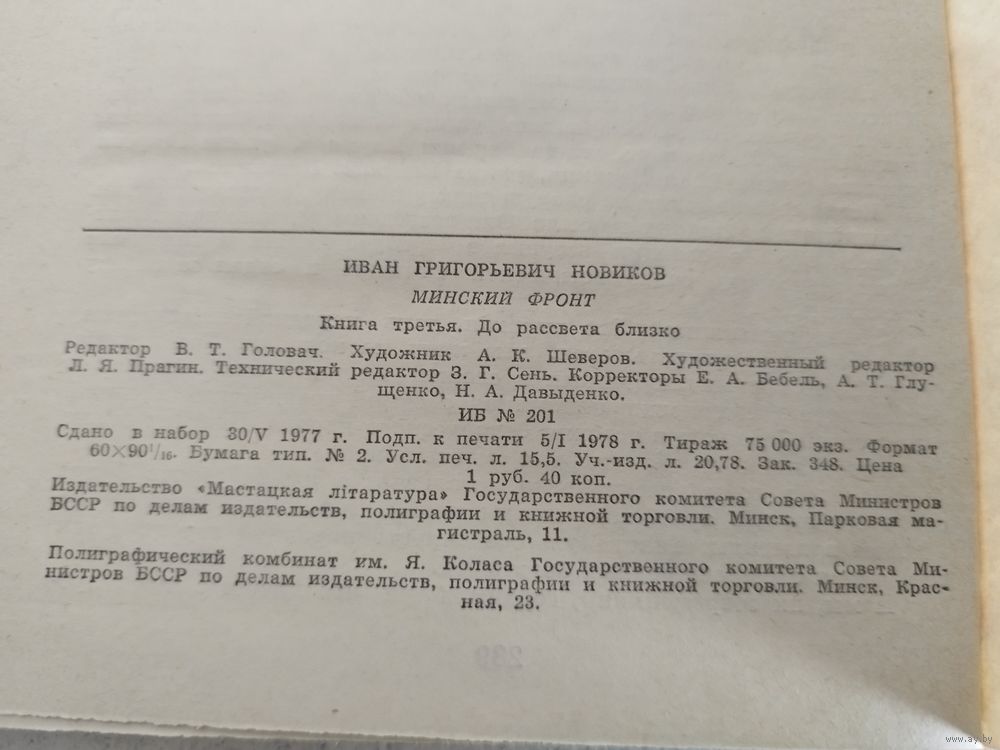 ИВАН ГРИГОРЬЕВИЧ НОВИКОВ
МИНСКИЙ ФРОНТ
Книга третья. До рассвета близко
Редактор В. Т. Головач. Художник А. К. Шеверов. Художественный редактор
Л. Я. Прагин. Технический редактор З. Г. Сень. Корректоры Е. А. Бебель, А. Т. Глу-
щенко, Н. А. Давыденко.
ИБ № 201
Сдано в набор 30/V 1977 г. Подп. к печати 5/I 1978 г. Тираж 75 000 экз. Формат
60×90¹/₁₆. Бумага тип. № 2. Усл. печ. л. 15,5. Уч.-изд. л. 20,78. Зак. 348. Цена
1 руб. 40 коп.
Издательство «Мастацкая літаратура» Государственного комитета Совета Министров
БССР по делам издательств, полиграфии и книжной торговли. Минск, Парковая ма-
гистраль, 11.
Полиграфический комбинат им. Я. Коласа Государственного комитета Совета Ми-
нистров БССР по делам издательств, полиграфии и книжной торговли. Минск, Крас-
ная, 23.
239
www.ay.by